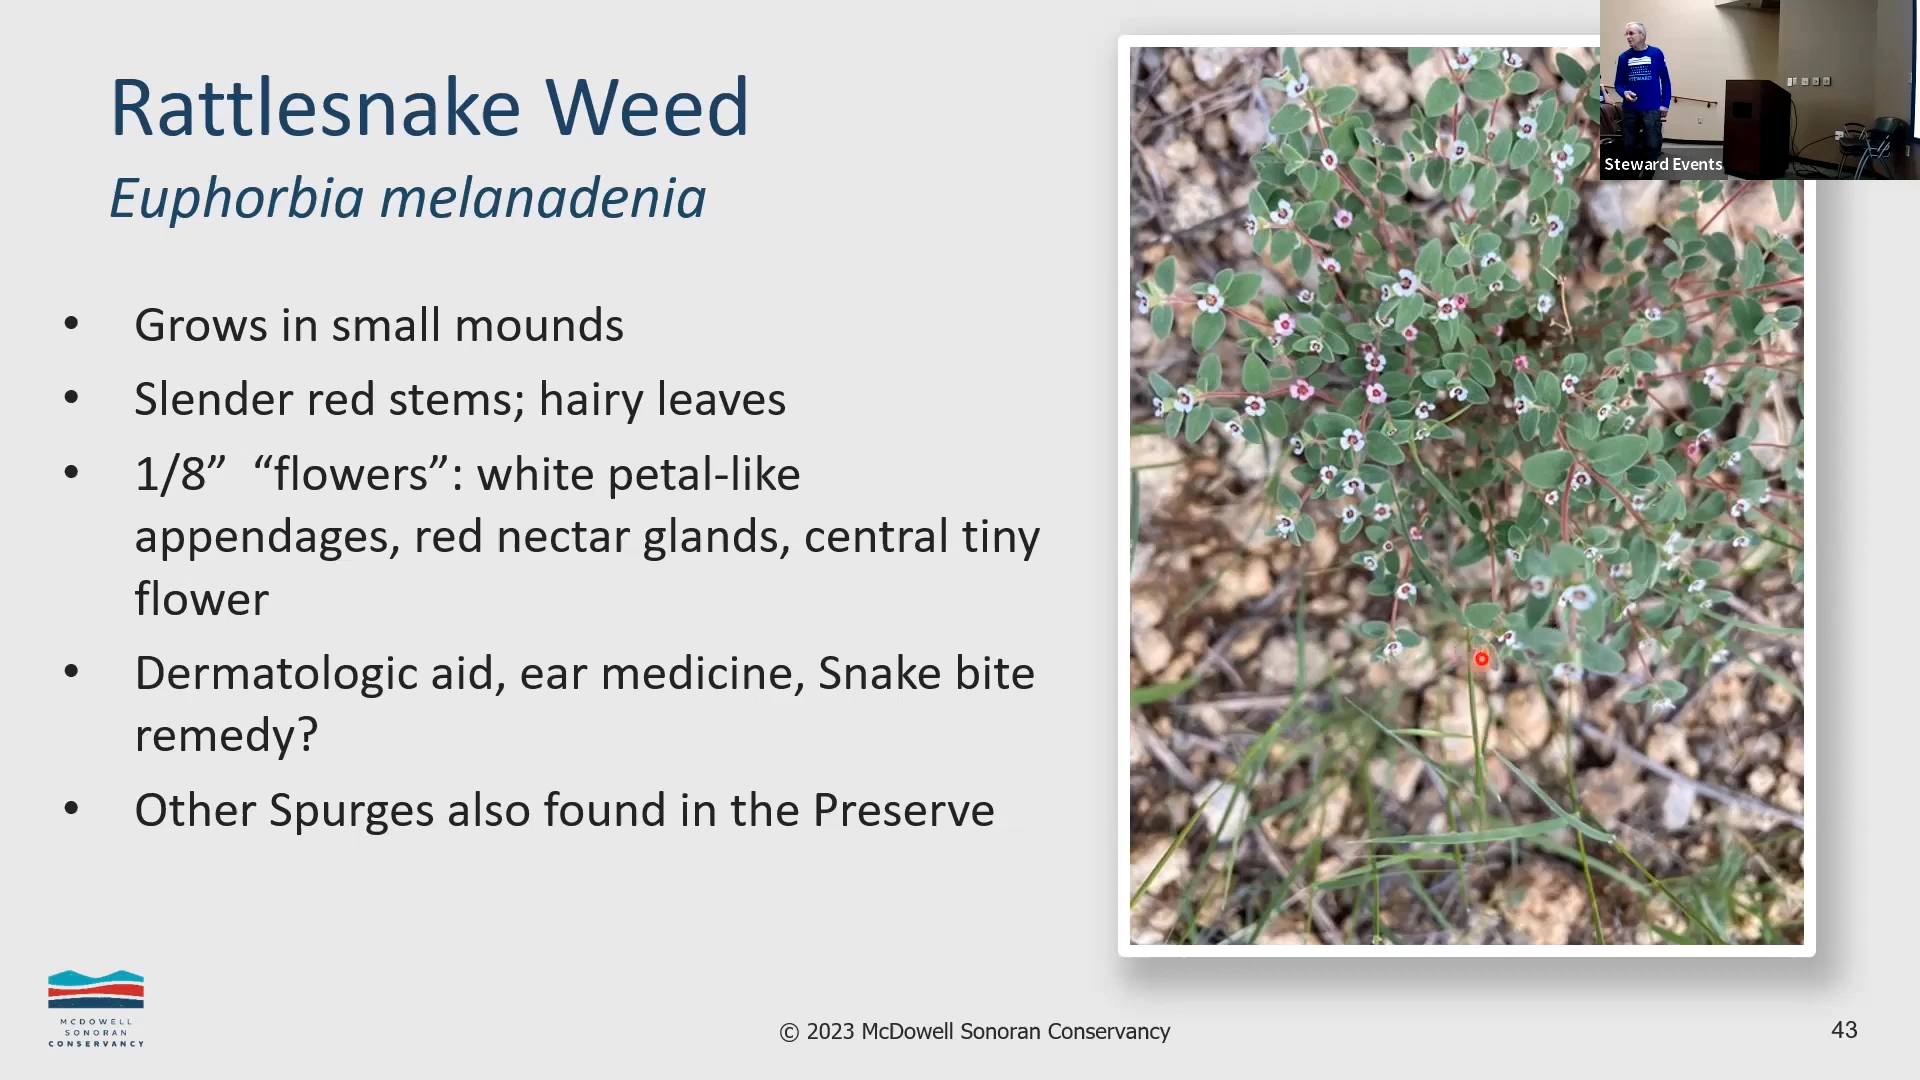 Rattlesnake Weed
Euphorbia melanadenia
• Grows in small mounds
• Slender red stems; hairy leaves
• 1/8” “flowers”: white petal-like
appendages, red nectar glands, central tiny
flower
• Dermatologic aid, ear medicine, Snake bite
remedy?
• Other Spurges also found in the Preserve
STEWARD
Steward Events
MCDOWELL
SONORAN
CONSERVANCY
© 2023 McDowell Sonoran Conservancy
43